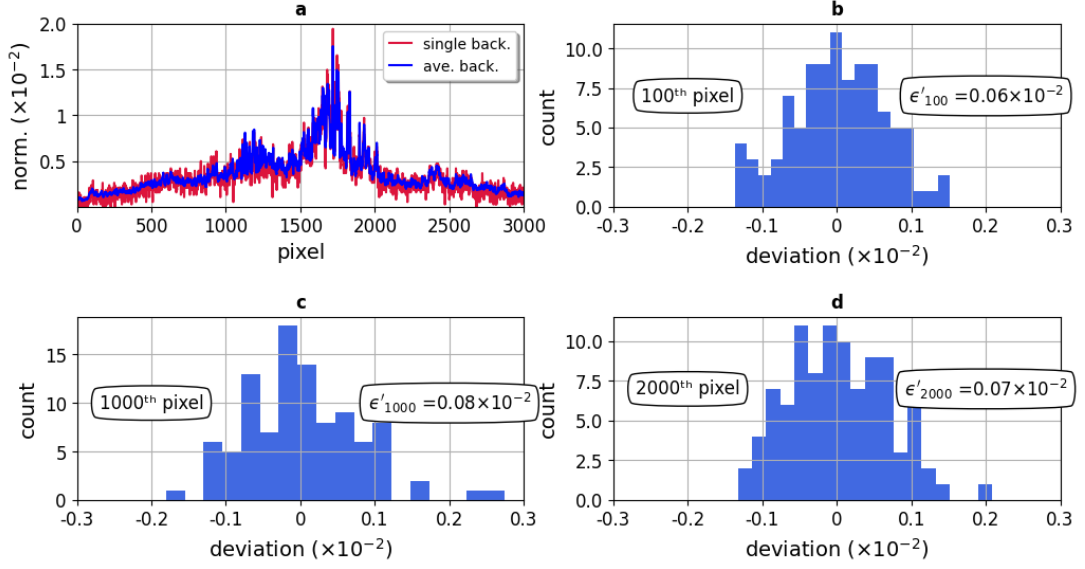 a
norm. (×10⁻²)
2.0
1.5
1
0.5
0 500 1000 1500 2000 2500 3000
pixel
single back.
ave. back.
b
count
10.0
7.5
5.0
2.5
0.0
-0.3 -0.2 -0.1 0 0.1 0.2 0.3
deviation (×10⁻²)
100ᵗʰ pixel
ϵ′₁₀₀ =0.06×10⁻²
c
count
15
10
5
0
-0.3 -0.2 -0.1 0 0.1 0.2 0.3
deviation (×10⁻²)
1000ᵗʰ pixel
ϵ′₁₀₀₀ =0.08×10⁻²
d
count
10.0
7.5
5.0
2.5
0.0
-0.3 -0.2 -0.1 0 0.1 0.2 0.3
deviation (×10⁻²)
2000ᵗʰ pixel
ϵ′₂₀₀₀ =0.07×10⁻²